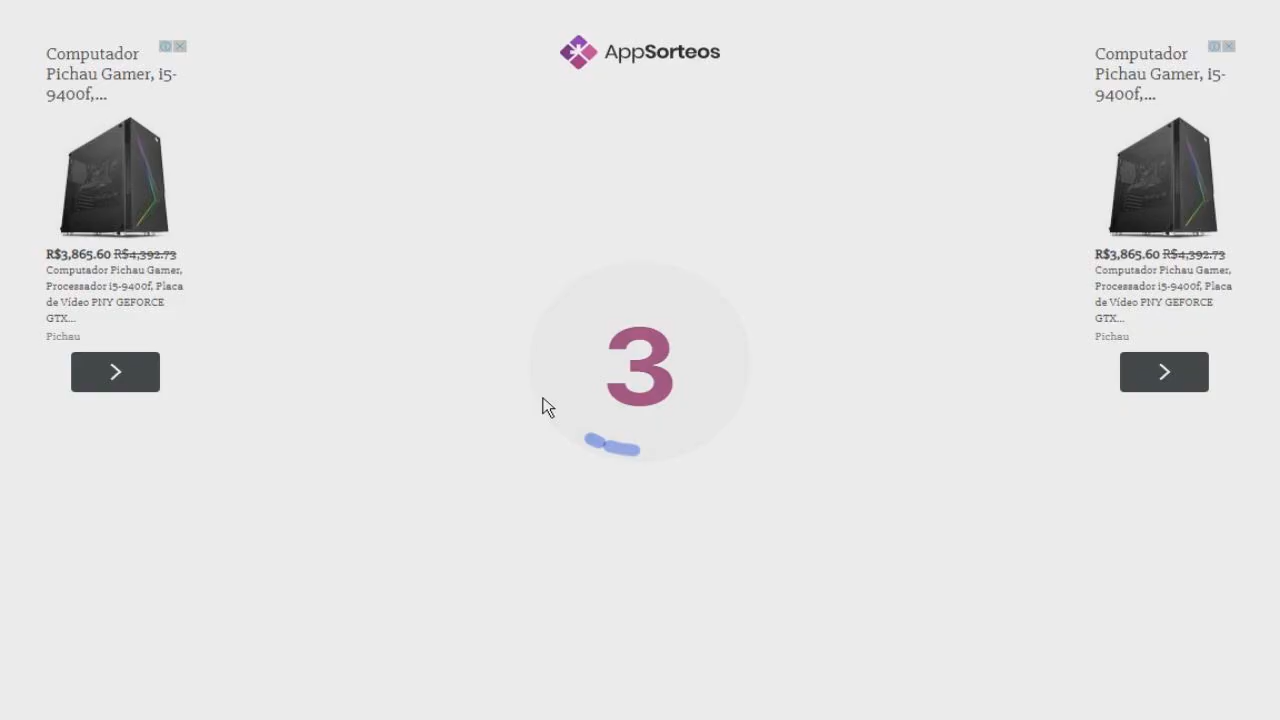 AppSorteos
Computador
Pichau Gamer, i5-
9400f,...
R$3,865.60 R$4,392.73
Computador Pichau Gamer,
Processador i5-9400f, Placa
de Vídeo PNY GEFORCE
GTX...
Pichau
3
Computador
Pichau Gamer, i5-
9400f,...
R$3,865.60 R$4,392.73
Computador Pichau Gamer,
Processador i5-9400f, Placa
de Vídeo PNY GEFORCE
GTX...
Pichau